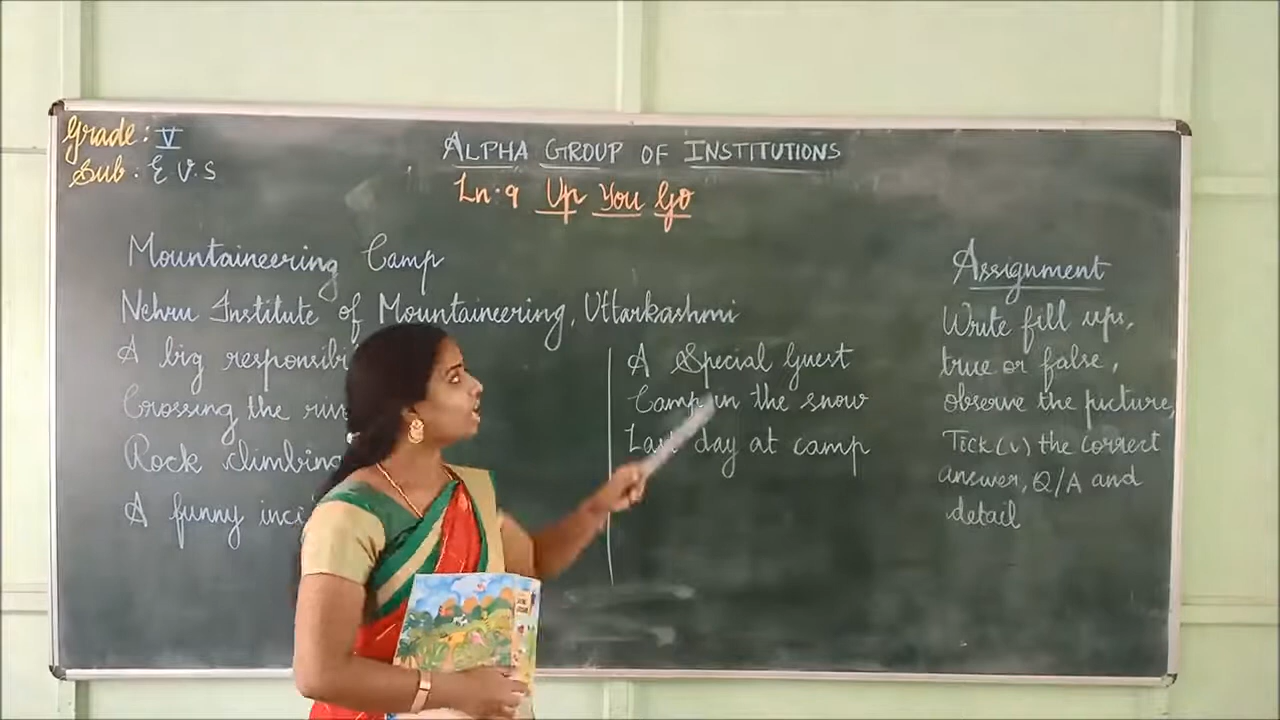 Grade: V
Sub: E V S
ALPHA GROUP OF INSTITUTIONS
Ln: 9 Up You Go
Mountaineering Camp
Nehru Institute of Mountaineering, Uttarkashmi
A big responsibi
Crossing the riv
Rock climbing
A funny inci
A Special Guest
Camp in the snow
Last day at camp
Assignment
Write fill ups,
true or false,
observe the picture,
Tick(√) the correct
answer, Q/A and
detail